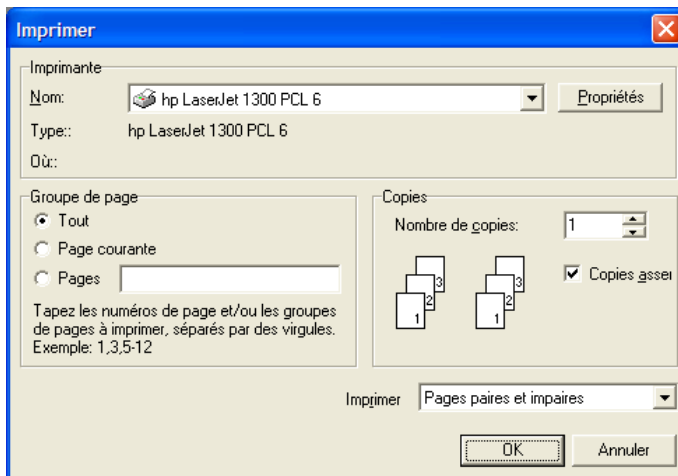 Imprimer
Imprimante
Nom:
hp LaserJet 1300 PCL 6
Propriétés
Type::
hp LaserJet 1300 PCL 6
Où::
Groupe de page
Tout
Page courante
Pages
Tapez les numéros de page et/ou les groupes
de pages à imprimer, séparés par des virgules.
Exemple: 1,3,5-12
Copies
Nombre de copies:
1
1 2 3
1 2 3
Copies asser
Imprimer
Pages paires et impaires
OK
Annuler